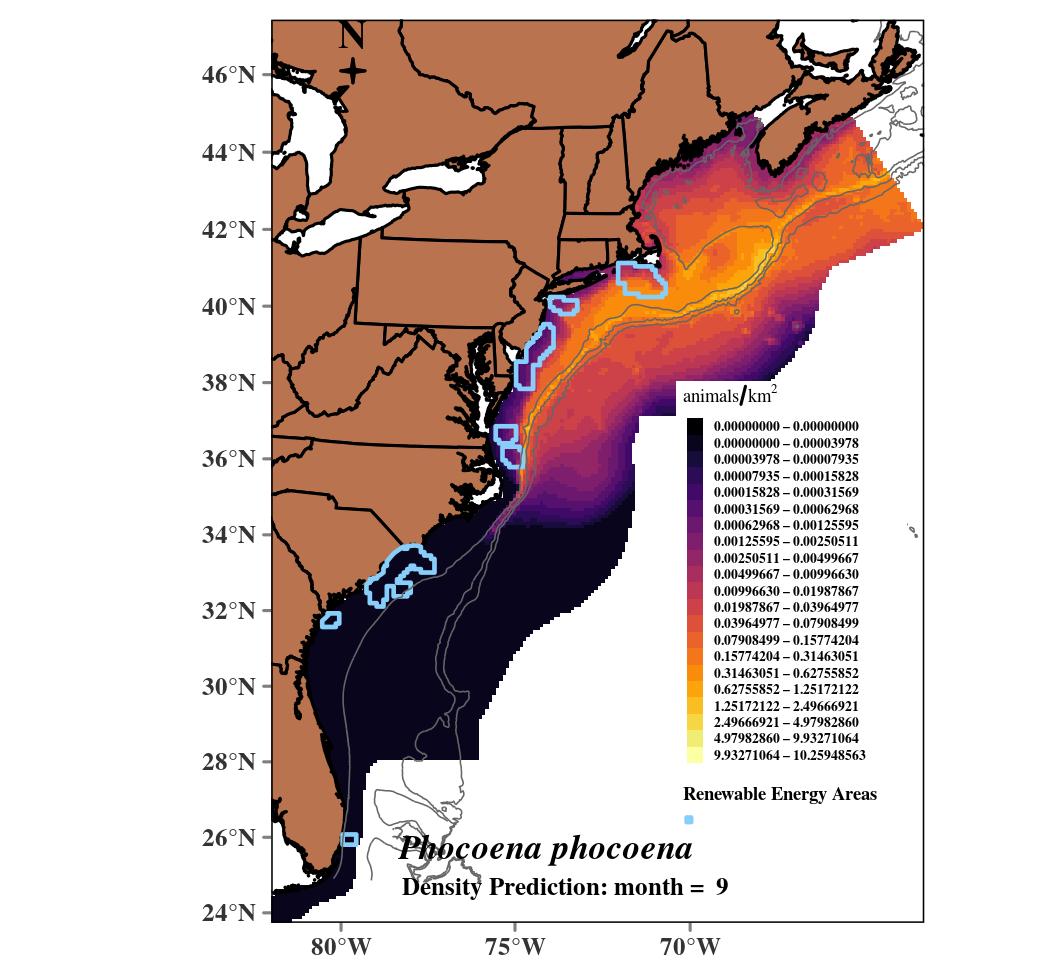 N
46°N
44°N
42°N
40°N
38°N
36°N
34°N
32°N
30°N
28°N
26°N
24°N
80°W 75°W 70°W
animals/km2
0.00000000 – 0.00000000
0.00000000 – 0.00003978
0.00003978 – 0.00007935
0.00007935 – 0.00015828
0.00015828 – 0.00031569
0.00031569 – 0.00062968
0.00062968 – 0.00125595
0.00125595 – 0.00250511
0.00250511 – 0.00499667
0.00499667 – 0.00996630
0.00996630 – 0.01987867
0.01987867 – 0.03964977
0.03964977 – 0.07908499
0.07908499 – 0.15774204
0.15774204 – 0.31463051
0.31463051 – 0.62755852
0.62755852 – 1.25172122
1.25172122 – 2.49666921
2.49666921 – 4.97982860
4.97982860 – 9.93271064
9.93271064 – 10.25948563
Renewable Energy Areas
Phocoena phocoena
Density Prediction: month = 9